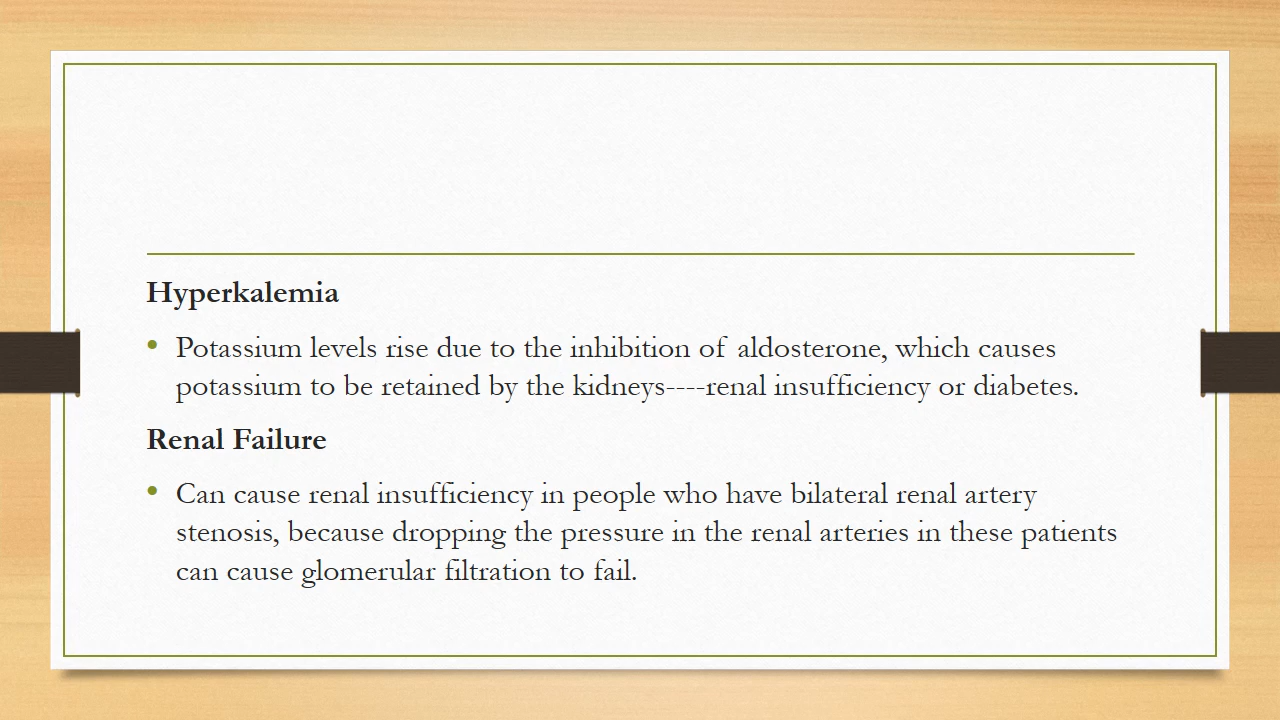 Hyperkalemia
• Potassium levels rise due to the inhibition of aldosterone, which causes
potassium to be retained by the kidneys----renal insufficiency or diabetes.
Renal Failure
• Can cause renal insufficiency in people who have bilateral renal artery
stenosis, because dropping the pressure in the renal arteries in these patients
can cause glomerular filtration to fail.